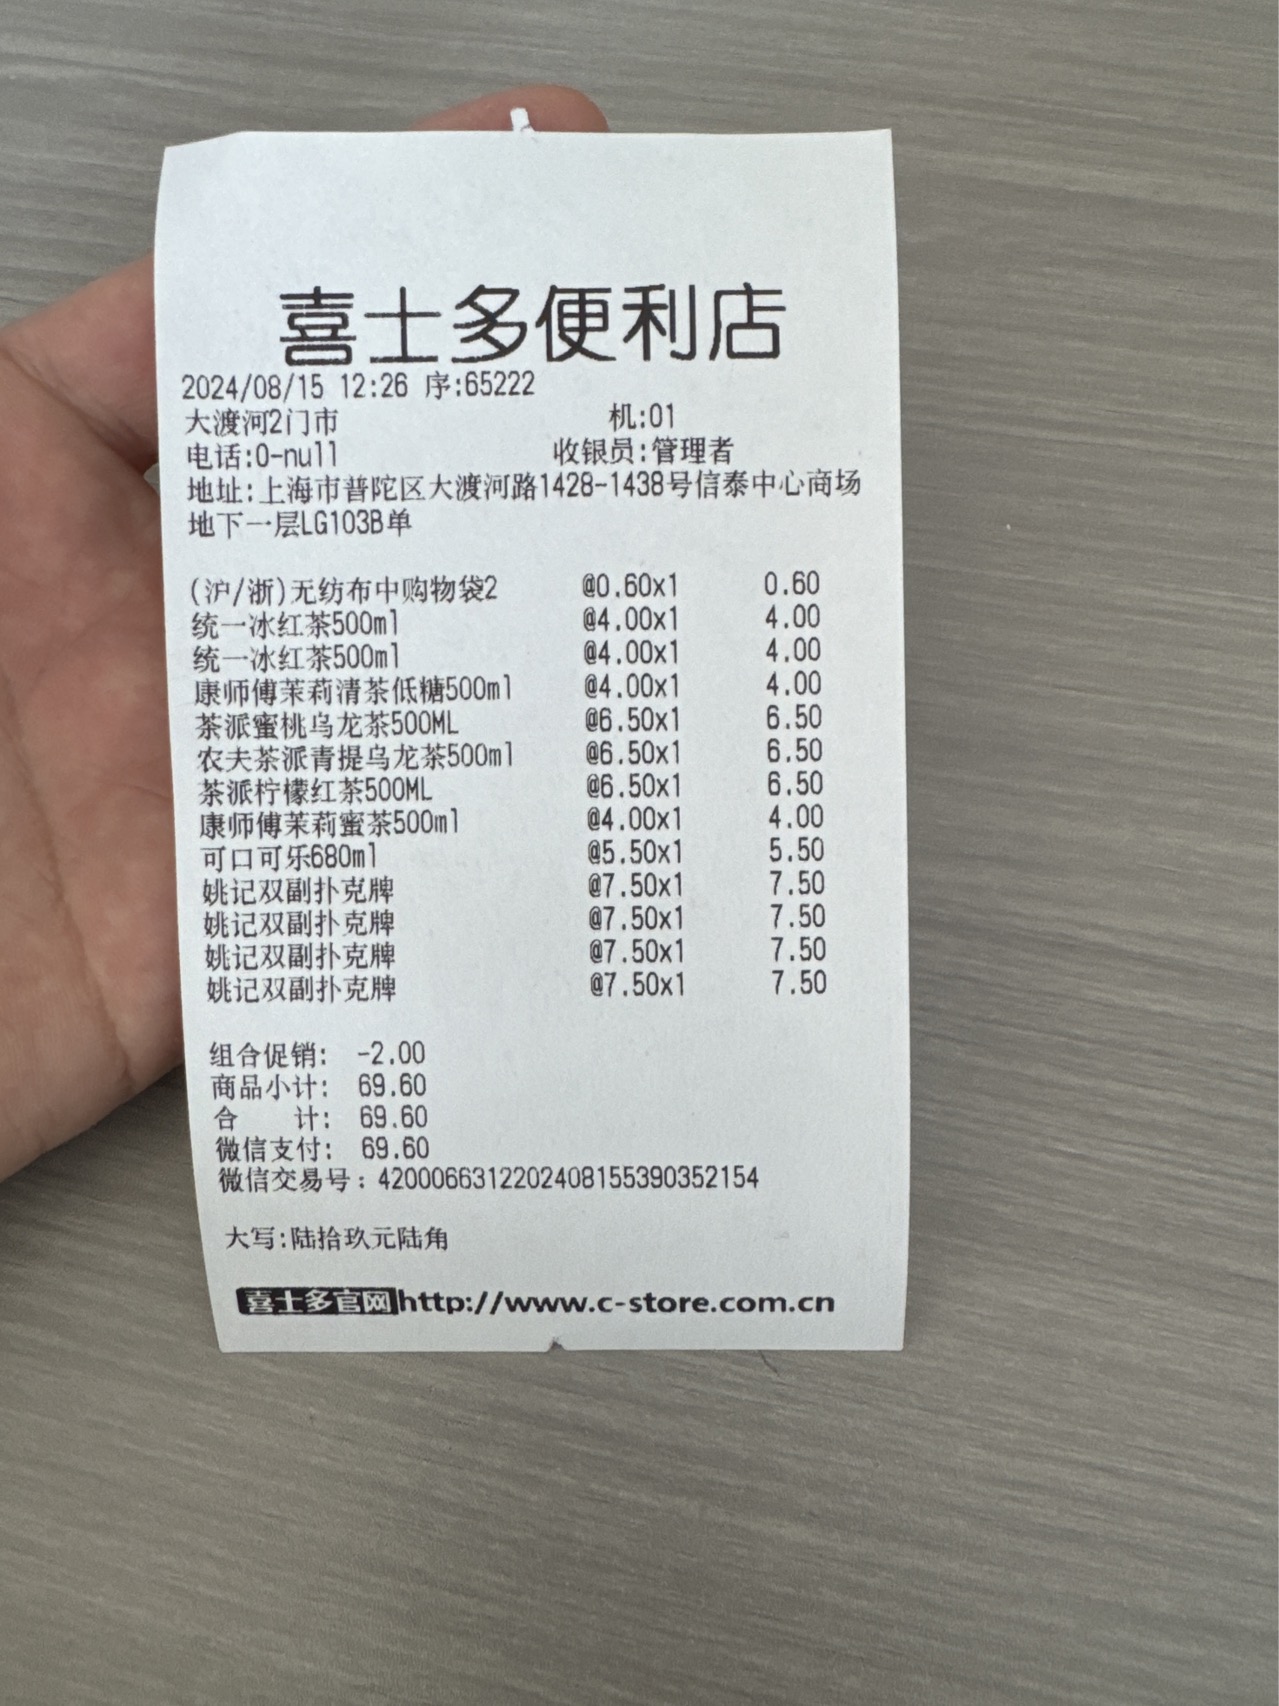 喜士多便利店
2024/08/15 12:26 序:65222
大渡河2门市 机:01
电话:0-null 收银员:管理者
地址:上海市普陀区大渡河路1428-1438号信泰中心商场
地下一层LG103B单
(沪/浙)无纺布中购物袋2 @0.60x1 0.60
统一冰红茶500ml @4.00x1 4.00
统一冰红茶500ml @4.00x1 4.00
康师傅茉莉清茶低糖500ml @4.00x1 4.00
茶派蜜桃乌龙茶500ML @6.50x1 6.50
农夫茶派青提乌龙茶500ml @6.50x1 6.50
茶派柠檬红茶500ML @6.50x1 6.50
康师傅茉莉蜜茶500ml @4.00x1 4.00
可口可乐680ml @5.50x1 5.50
姚记双副扑克牌 @7.50x1 7.50
姚记双副扑克牌 @7.50x1 7.50
姚记双副扑克牌 @7.50x1 7.50
姚记双副扑克牌 @7.50x1 7.50
组合促销: -2.00
商品小计: 69.60
合 计: 69.60
微信支付: 69.60
微信交易号: 4200066312202408155390352154
大写:陆拾玖元陆角
喜士多官网http://www.c-store.com.cn